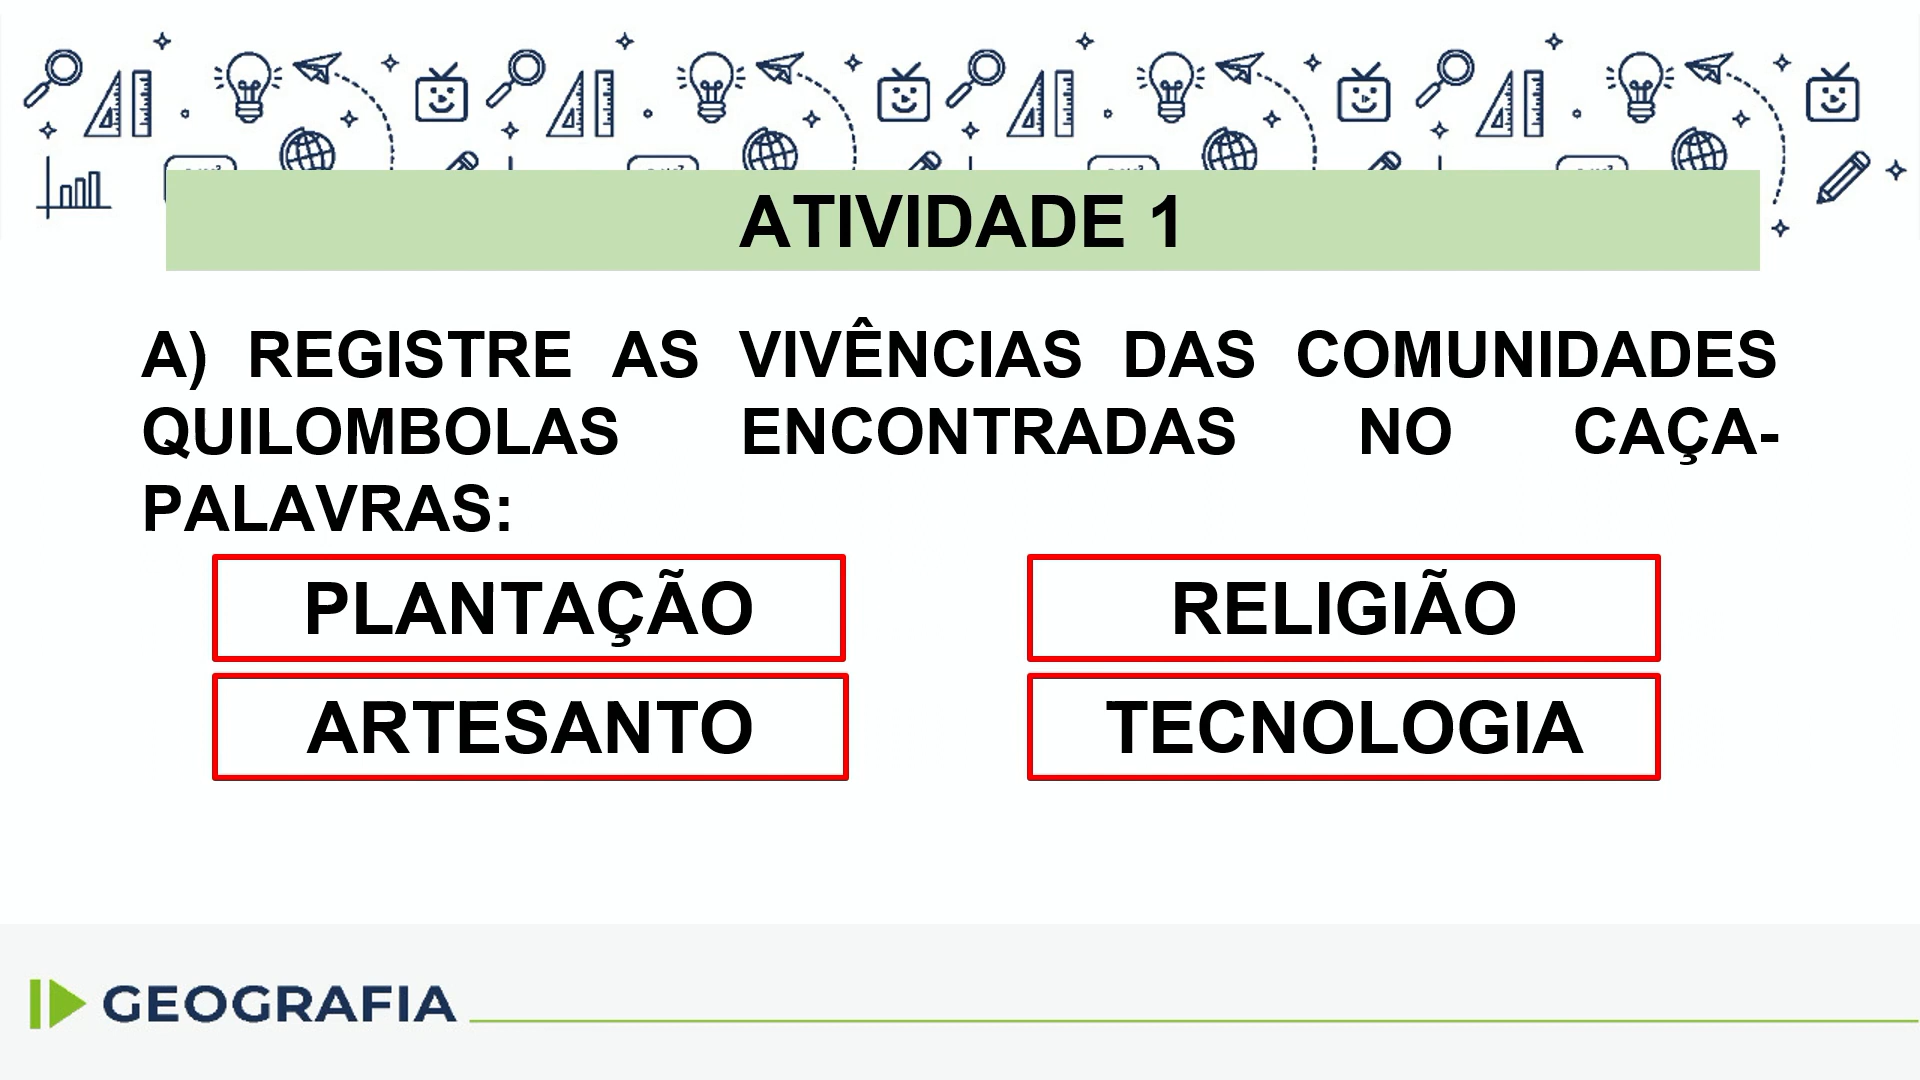 ATIVIDADE 1
A) REGISTRE AS VIVÊNCIAS DAS COMUNIDADES
QUILOMBOLAS ENCONTRADAS NO CAÇA-
PALAVRAS:
PLANTAÇÃO
RELIGIÃO
ARTESANTO
TECNOLOGIA
GEOGRAFIA